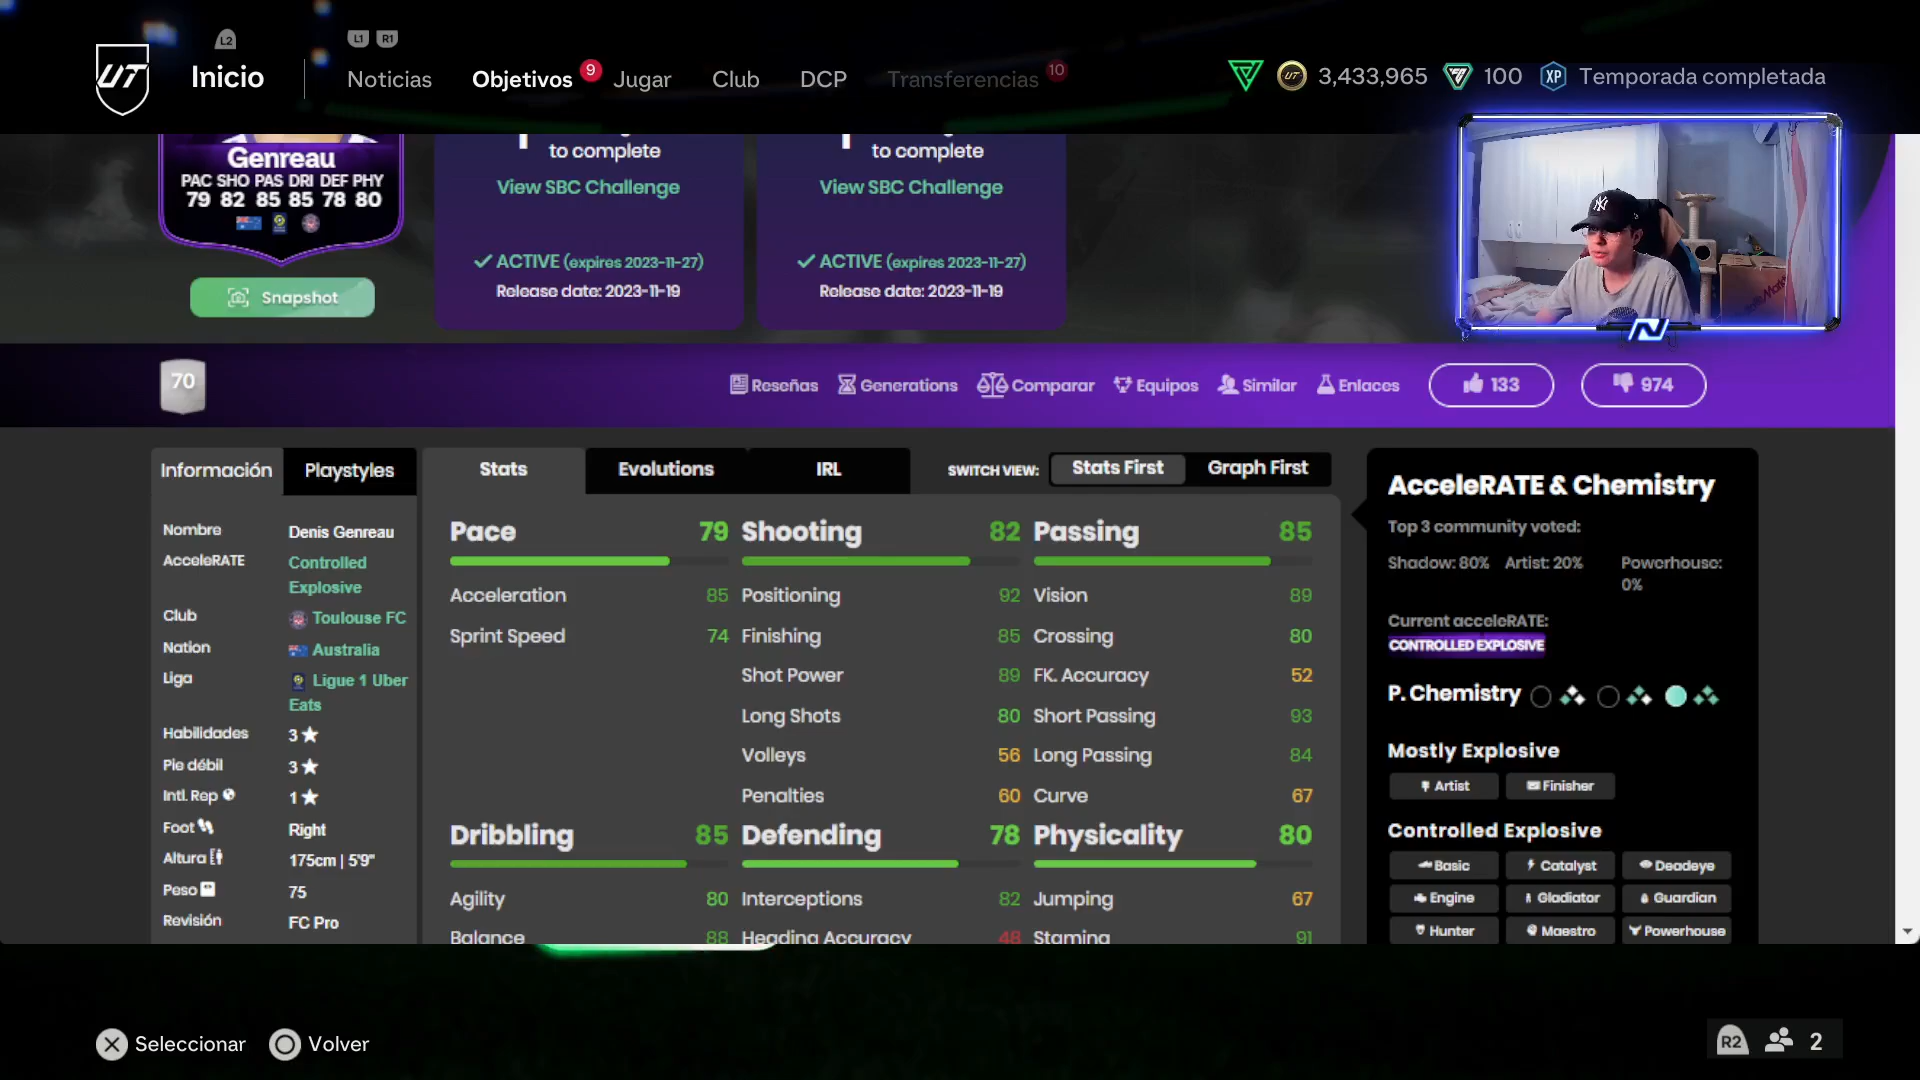 L2
L1 R1
UT
Inicio
Noticias
Objetivos 9
Jugar
Club
DCP
Transferencias 10
UT 3,433,965
100
XP Temporada completada
Genreau
PAC SHO PAS DRI DEF PHY
79 82 85 85 78 80
Snapshot
to complete
View SBC Challenge
ACTIVE (expires 2023-11-27)
Release date: 2023-11-19
to complete
View SBC Challenge
ACTIVE (expires 2023-11-27)
Release date: 2023-11-19
NY
70
Reseñas
Generations
Comparar
Equipos
Similar
Enlaces
133
974
Información
Playstyles
Nombre Denis Genreau
AcceleRATE Controlled
Explosive
Club Toulouse FC
Nation Australia
Liga Ligue 1 Uber
Eats
Habilidades 3
Pie débil 3
Intl. Rep 1
Foot Right
Altura 175cm | 5'9"
Peso 75
Revisión FC Pro
Stats
Evolutions
IRL
SWITCH VIEW:
Stats First
Graph First
Pace 79
Acceleration 85
Sprint Speed 74
Shooting 82
Positioning 92
Finishing 85
Shot Power 89
Long Shots 80
Volleys 56
Penalties 60
Passing 85
Vision 89
Crossing 80
FK. Accuracy 52
Short Passing 93
Long Passing 84
Curve 67
Dribbling 85
Agility 80
Balance 88
Defending 78
Interceptions 82
Heading Accuracy 48
Physicality 80
Jumping 67
Stamina 91
AcceleRATE & Chemistry
Top 3 community voted:
Shadow: 80% Artist: 20% Powerhouse:
0%
Current acceleRATE:
CONTROLLED EXPLOSIVE
P. Chemistry
Mostly Explosive
Artist
Finisher
Controlled Explosive
Basic
Catalyst
Deadeye
Engine
Gladiator
Guardian
Hunter
Maestro
Powerhouse
Seleccionar
Volver
R2 2